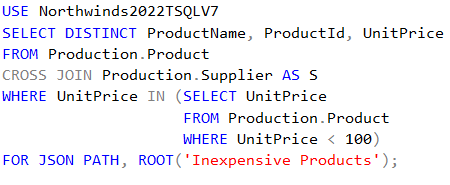 USE Northwinds2022TSQLV7
SELECT DISTINCT ProductName, ProductId, UnitPrice
FROM Production.Product
CROSS JOIN Production.Supplier AS S
WHERE UnitPrice IN (SELECT UnitPrice
FROM Production.Product
WHERE UnitPrice < 100)
FOR JSON PATH, ROOT('Inexpensive Products');